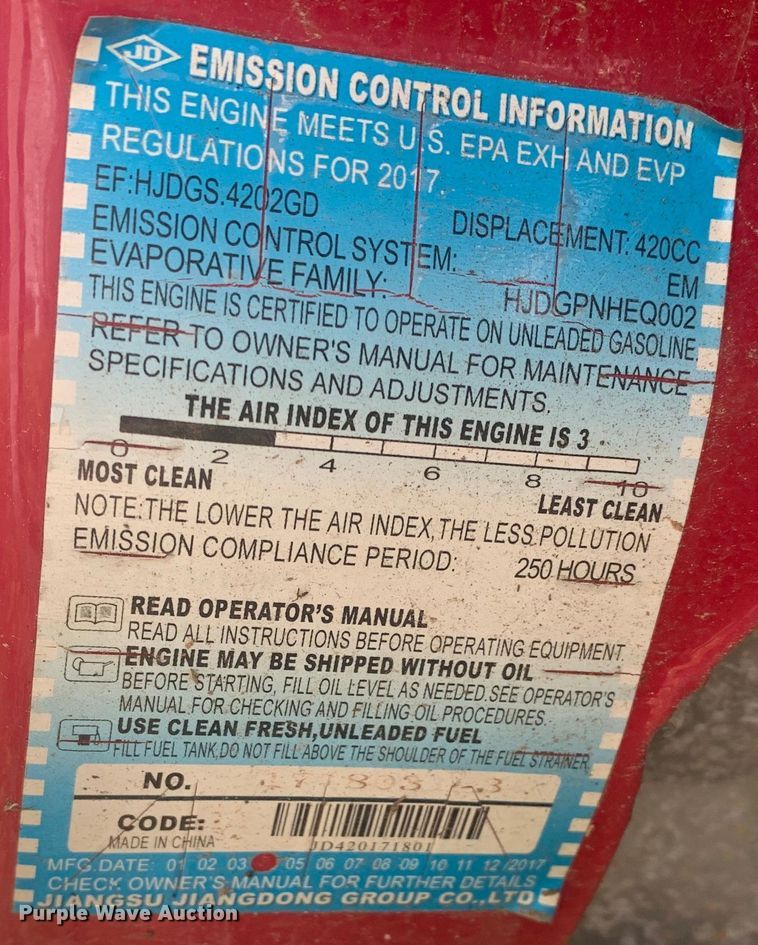 JD EMISSION CONTROL INFORMATION
THIS ENGINE MEETS U.S. EPA EXH AND EVP
REGULATIONS FOR 2017.
EF:HJDGS.4202GD DISPLACEMENT: 420CC
EMISSION CONTROL SYSTEM: EM
EVAPORATIVE FAMILY: HJDGPNHEQ002
THIS ENGINE IS CERTIFIED TO OPERATE ON UNLEADED GASOLINE
REFER TO OWNER'S MANUAL FOR MAINTENANCE
SPECIFICATIONS AND ADJUSTMENTS.
THE AIR INDEX OF THIS ENGINE IS 3
0 2 4 6 8 10
MOST CLEAN LEAST CLEAN
NOTE:THE LOWER THE AIR INDEX,THE LESS POLLUTION
EMISSION COMPLIANCE PERIOD: 250 HOURS
READ OPERATOR'S MANUAL
READ ALL INSTRUCTIONS BEFORE OPERATING EQUIPMENT
ENGINE MAY BE SHIPPED WITHOUT OIL
BEFORE STARTING, FILL OIL LEVEL AS NEEDED.SEE OPERATOR'S
MANUAL FOR CHECKING AND FILLING OIL PROCEDURES.
USE CLEAN FRESH,UNLEADED FUEL
FILL FUEL TANK,DO NOT FILL ABOVE THE SHOULDER OF THE FUEL STRAINER
NO.
CODE:
MADE IN CHINA JD420171801
MFG.DATE: 01 02 03 05 06 07 08 09 10 11 12/2017
CHECK OWNER'S MANUAL FOR FURTHER DETAILS
JIANGSU JIANGDONG GROUP CO.,LTD
Purple Wave Auction